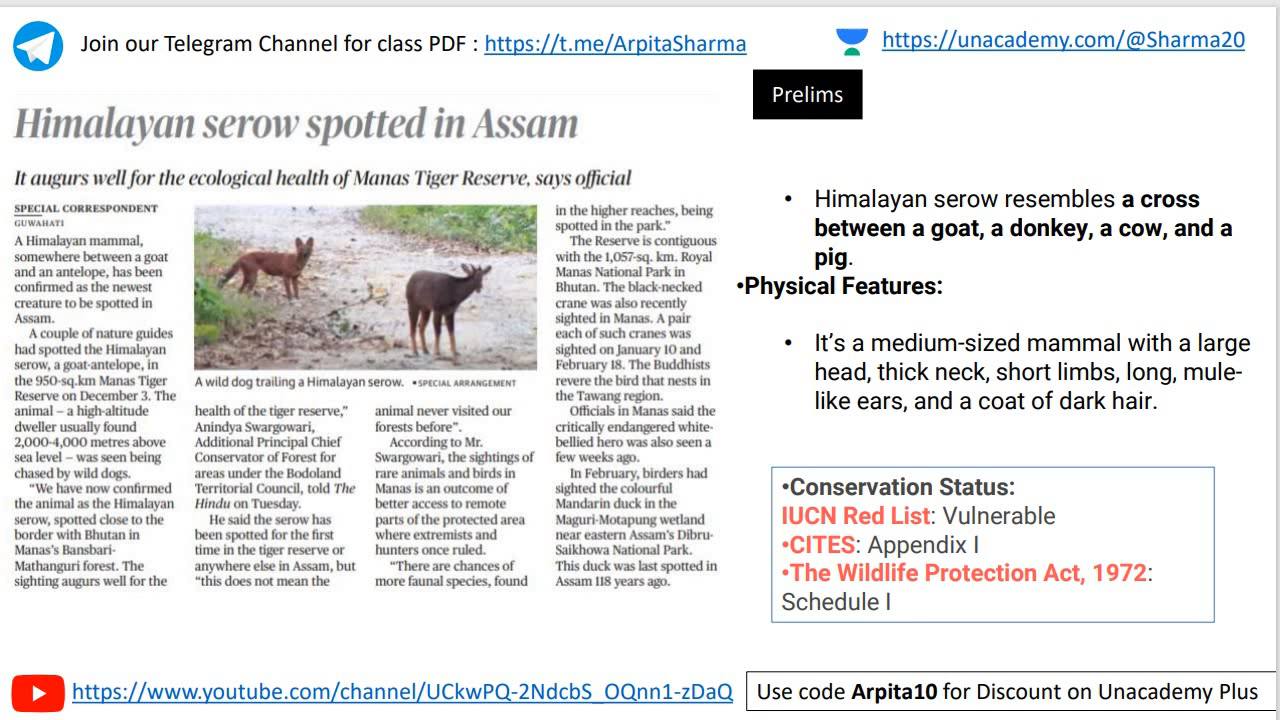 Join our Telegram Channel for class PDF : https://t.me/ArpitaSharma
https://unacademy.com/@Sharma20
Prelims
Himalayan serow spotted in Assam
It augurs well for the ecological health of Manas Tiger Reserve, says official
SPECIAL CORRESPONDENT
GUWAHATI
A Himalayan mammal,
somewhere between a goat
and an antelope, has been
confirmed as the newest
creature to be spotted in
Assam.
A couple of nature guides
had spotted the Himalayan
serow, a goat-antelope, in
the 950-sq.km Manas Tiger
Reserve on December 3. The
animal – a high-altitude
dweller usually found
2,000-4,000 metres above
sea level – was seen being
chased by wild dogs.
“We have now confirmed
the animal as the Himalayan
serow, spotted close to the
border with Bhutan in
Manas’s Bansbari-
Mathanguri forest. The
sighting augurs well for the
A wild dog trailing a Himalayan serow. •SPECIAL ARRANGEMENT
health of the tiger reserve,”
Anindya Swargowari,
Additional Principal Chief
Conservator of Forest for
areas under the Bodoland
Territorial Council, told The
Hindu on Tuesday.
He said the serow has
been spotted for the first
time in the tiger reserve or
anywhere else in Assam, but
“this does not mean the
animal never visited our
forests before”.
According to Mr.
Swargowari, the sightings of
rare animals and birds in
Manas is an outcome of
better access to remote
parts of the protected area
where extremists and
hunters once ruled.
“There are chances of
more faunal species, found
in the higher reaches, being
spotted in the park.”
The Reserve is contiguous
with the 1,057-sq. km. Royal
Manas National Park in
Bhutan. The black-necked
crane was also recently
sighted in Manas. A pair
each of such cranes was
sighted on January 10 and
February 18. The Buddhists
revere the bird that nests in
the Tawang region.
Officials in Manas said the
critically endangered white-
bellied hero was also seen a
few weeks ago.
In February, birders had
sighted the colourful
Mandarin duck in the
Maguri-Motapung wetland
near eastern Assam’s Dibru-
Saikhowa National Park.
This duck was last spotted in
Assam 118 years ago.
• Himalayan serow resembles a cross
between a goat, a donkey, a cow, and a
pig.
•Physical Features:
• It’s a medium-sized mammal with a large
head, thick neck, short limbs, long, mule-
like ears, and a coat of dark hair.
•Conservation Status:
IUCN Red List: Vulnerable
•CITES: Appendix I
•The Wildlife Protection Act, 1972:
Schedule I
https://www.youtube.com/channel/UCkwPQ-2NdcbS_OQnn1-zDaQ
Use code Arpita10 for Discount on Unacademy Plus